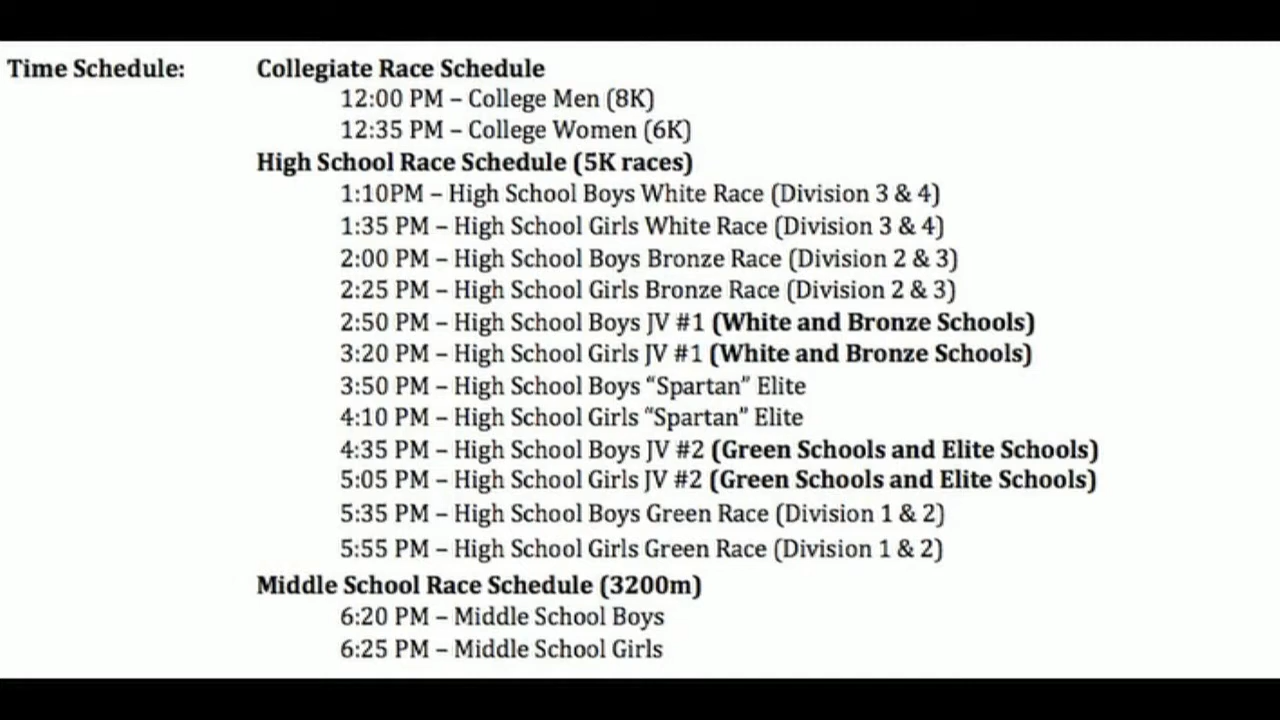 Time Schedule: Collegiate Race Schedule
12:00 PM – College Men (8K)
12:35 PM – College Women (6K)
High School Race Schedule (5K races)
1:10PM – High School Boys White Race (Division 3 & 4)
1:35 PM – High School Girls White Race (Division 3 & 4)
2:00 PM – High School Boys Bronze Race (Division 2 & 3)
2:25 PM – High School Girls Bronze Race (Division 2 & 3)
2:50 PM – High School Boys JV #1 (White and Bronze Schools)
3:20 PM – High School Girls JV #1 (White and Bronze Schools)
3:50 PM – High School Boys “Spartan” Elite
4:10 PM – High School Girls “Spartan” Elite
4:35 PM – High School Boys JV #2 (Green Schools and Elite Schools)
5:05 PM – High School Girls JV #2 (Green Schools and Elite Schools)
5:35 PM – High School Boys Green Race (Division 1 & 2)
5:55 PM – High School Girls Green Race (Division 1 & 2)
Middle School Race Schedule (3200m)
6:20 PM – Middle School Boys
6:25 PM – Middle School Girls